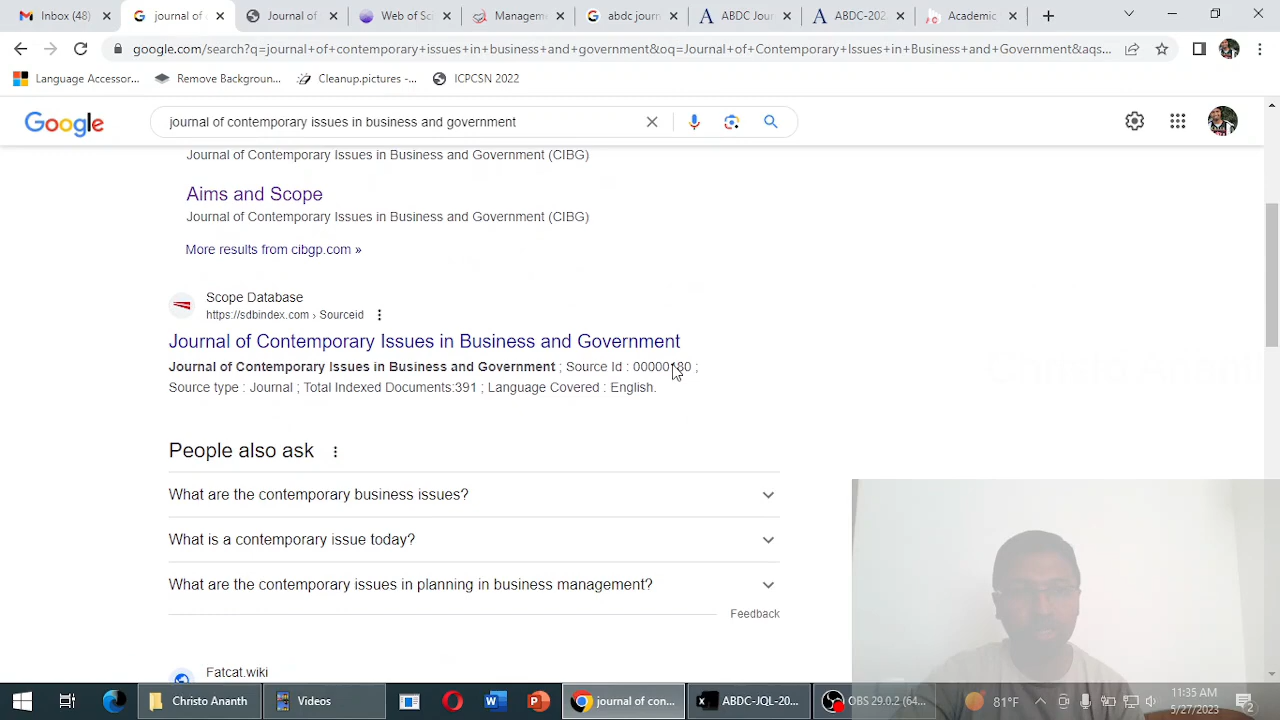 Inbox (48)
journal of
Journal of
Web of Sci
Managem
abdc journ
ABDC Jour
ABDC-202
Academic
google.com/search?q=journal+of+contemporary+issues+in+business+and+government&oq=Journal+of+Contemporary+Issues+in+Business+and+Government&aqs...
Language Accessor...
Remove Backgroun...
Cleanup.pictures -...
ICPCSN 2022
Google
journal of contemporary issues in business and government
Journal of Contemporary Issues in Business and Government (CIBG)
Aims and Scope
Journal of Contemporary Issues in Business and Government (CIBG)
More results from cibgp.com »
Scope Database
https://sdbindex.com › Sourceid
Journal of Contemporary Issues in Business and Government
Journal of Contemporary Issues in Business and Government ; Source Id : ;
Source type : Journal ; Total Indexed Documents:391 ; Language Covered : English.
Christo Ananth
People also ask
What are the contemporary business issues?
What is a contemporary issue today?
What are the contemporary issues in planning in business management?
Feedback
Fatcat.wiki
Christo Ananth
Videos
journal of con...
ABDC-JQL-20...
OBS 29.0.2 (64...
81°F
11:35 AM
5/27/2023
2